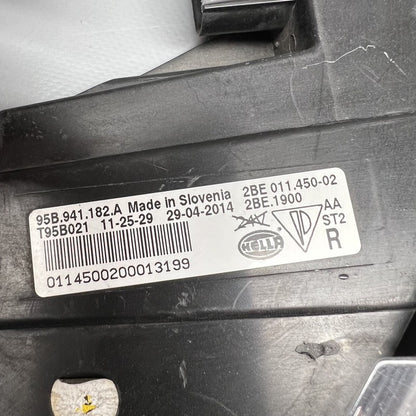 95B.941.182.A Made in Slovenia 2BE 011.450-02
T95B021 11-25-29 29-04-2014 2BE.1900
24V
HELLA
AA
ST2
R
0114500200013199